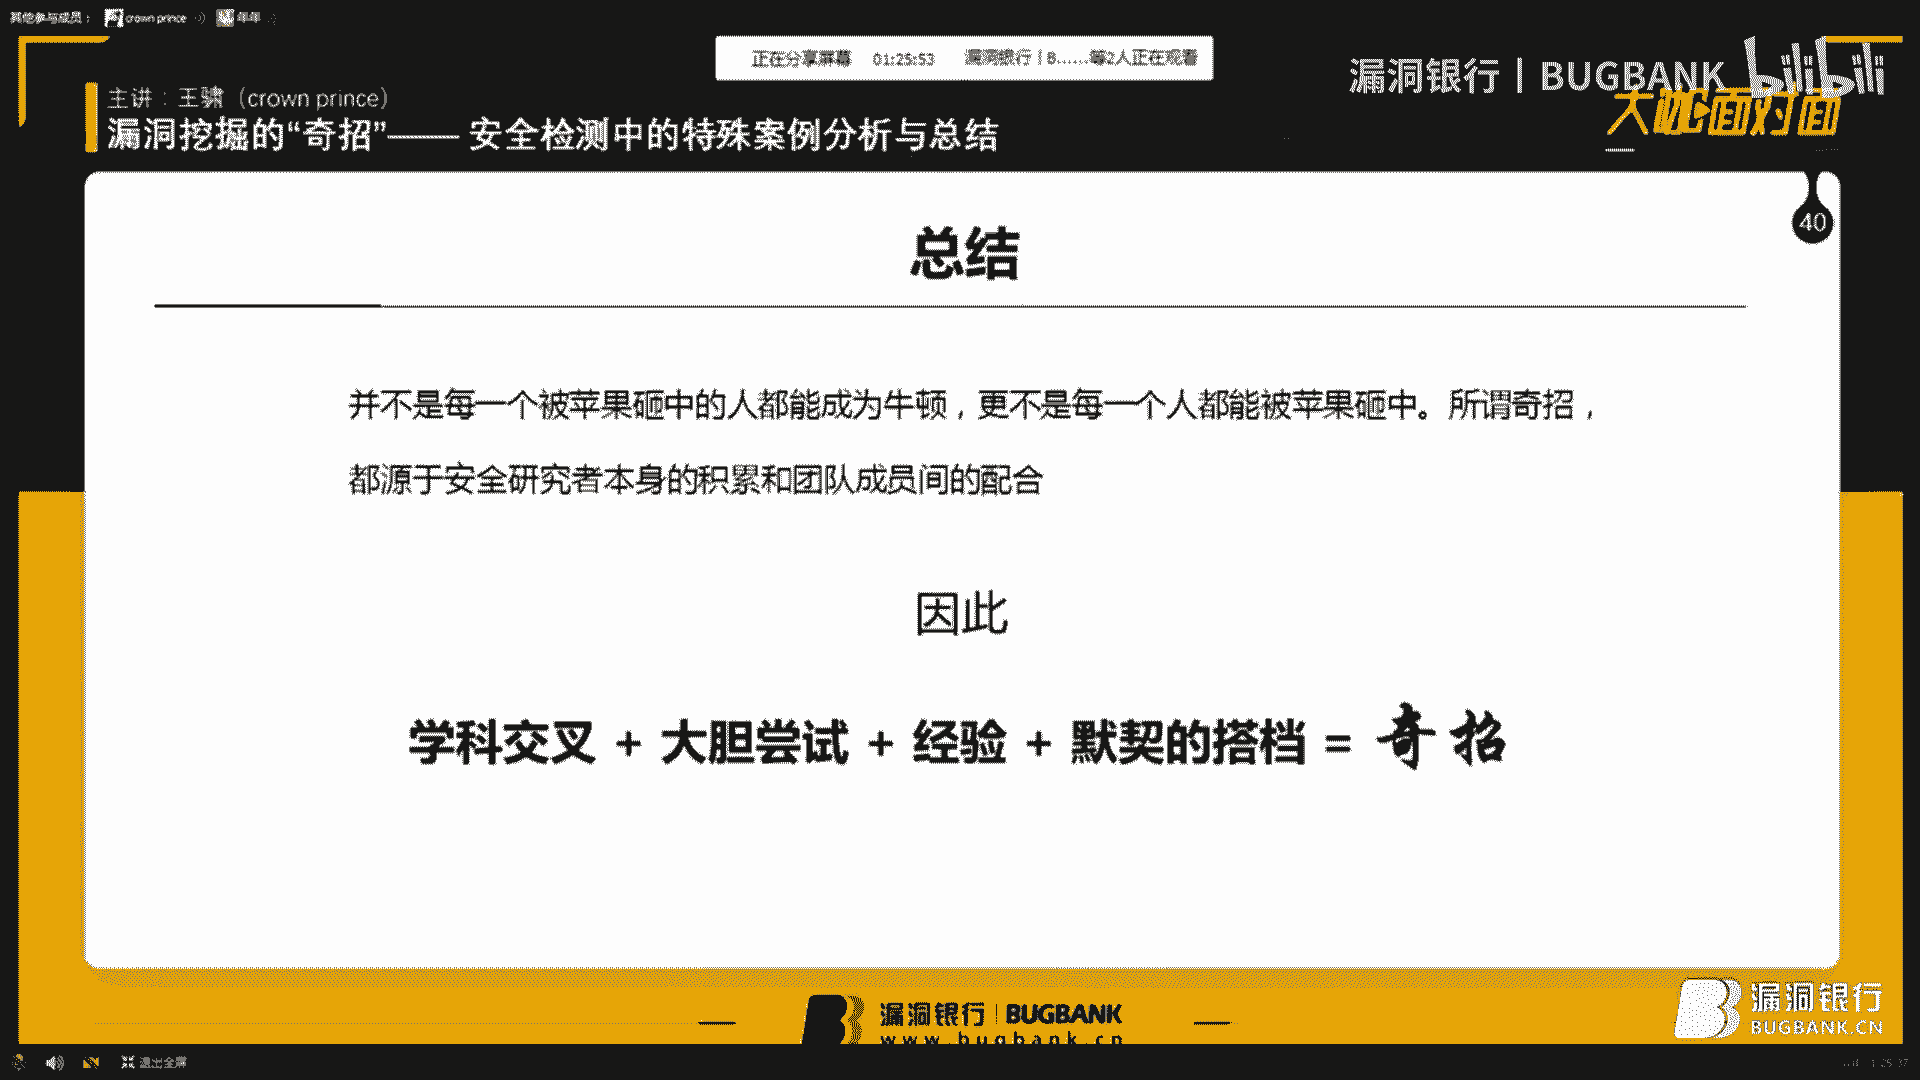 其他参与成员： crown prince 年年
正在分享屏幕 01:25:53 漏洞银行丨B......等2人正在观看
漏洞银行丨BUGBANK bilibili
主讲：王骕（crown prince）
大咖面对面
漏洞挖掘的“奇招”—— 安全检测中的特殊案例分析与总结
40
总结
并不是每一个被苹果砸中的人都能成为牛顿，更不是每一个人都能被苹果砸中。所谓奇招，
都源于安全研究者本身的积累和团队成员间的配合
因此
学科交叉 + 大胆尝试 + 经验 + 默契的搭档 = 奇招
漏洞银行 | BUGBANK
www.bugbank.cn
漏洞银行
BUGBANK.CN
退出全屏
1:25:37